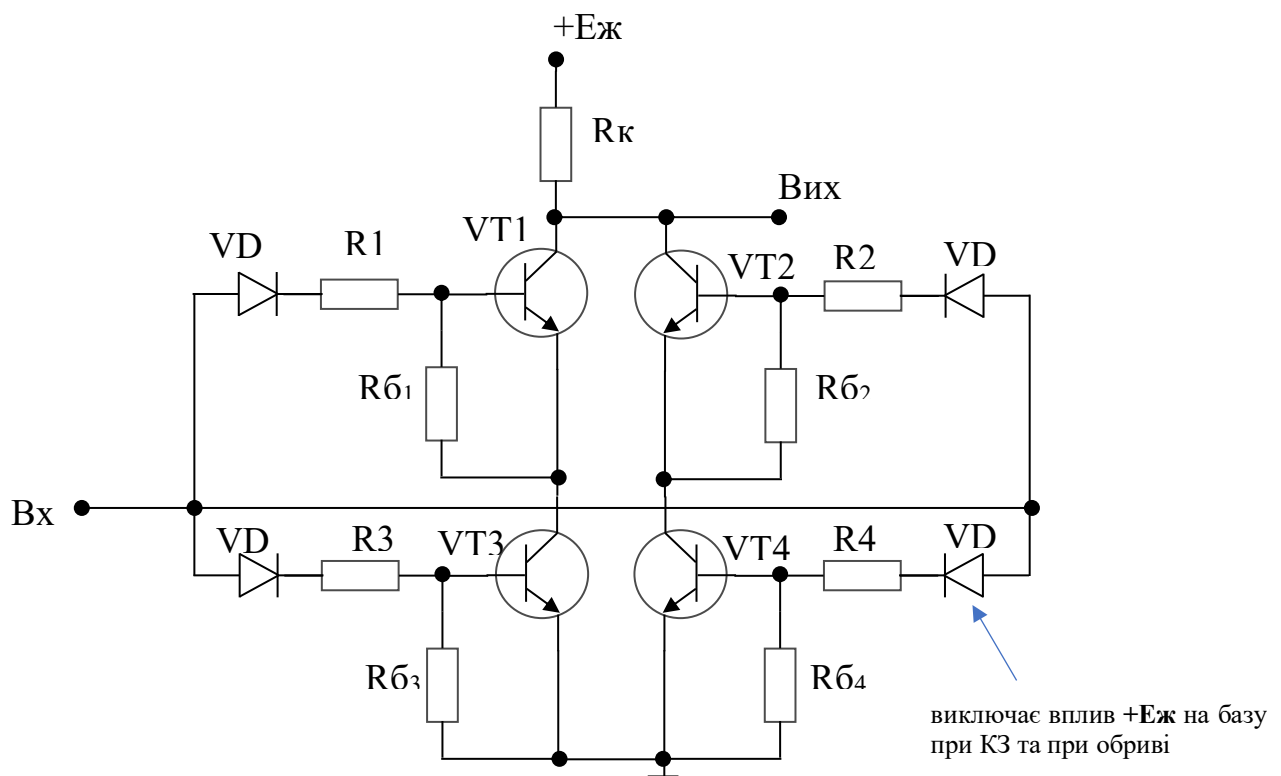 +Еж
Rк
Вих
VD
R1
VT1
VT2
R2
VD
Rб₁
Rб₂
Вх
VD
R3
VT3
VT4
R4
VD
Rб₃
Rб₄
виключає вплив +Еж на базу
при КЗ та при обриві